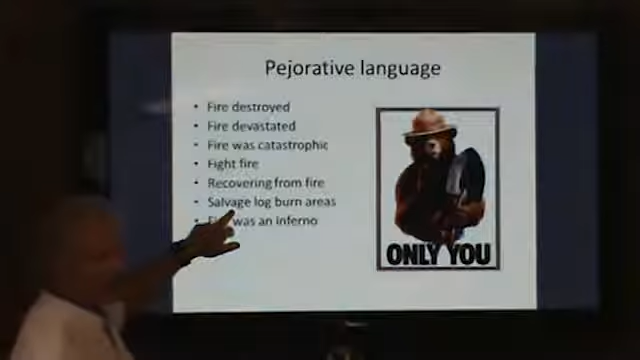 Pejorative language
• Fire destroyed
• Fire devastated
• Fire was catastrophic
• Fight fire
• Recovering from fire
• Salvage log burn areas
• was an inferno
ONLY YOU